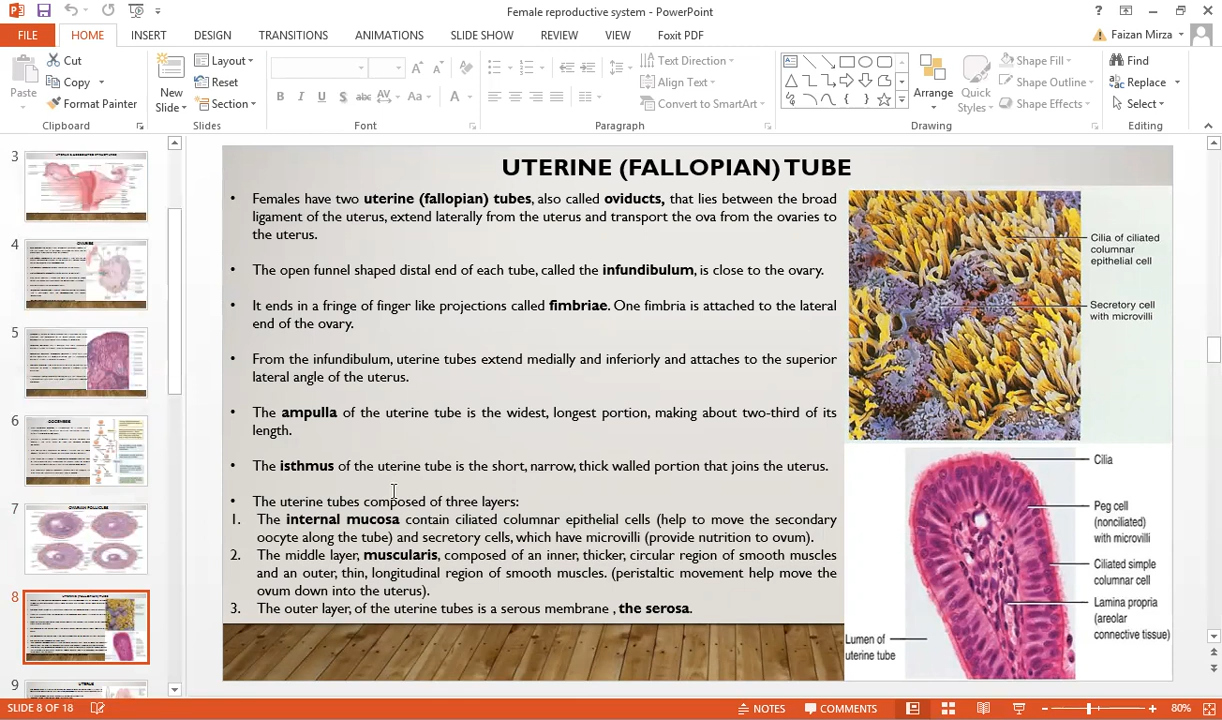 Female reproductive system - PowerPoint
FILE HOME INSERT DESIGN TRANSITIONS ANIMATIONS SLIDE SHOW REVIEW VIEW Foxit PDF Faizan Mirza
Paste
Cut
Copy
Format Painter
Clipboard
New
Slide
Layout
Reset
Section
Slides
Font
Text Direction
Align Text
Convert to SmartArt
Paragraph
Arrange
Quick
Styles
Shape Fill
Shape Outline
Shape Effects
Drawing
Find
Replace
Select
Editing
3
4
5
6
7
8
9
UTERINE (FALLOPIAN) TUBE
• Females have two uterine (fallopian) tubes, also called oviducts, that lies between the broad
ligament of the uterus, extend laterally from the uterus and transport the ova from the ovaries to
the uterus.
• The open funnel shaped distal end of each tube, called the infundibulum, is close to the ovary.
• It ends in a fringe of finger like projections called fimbriae. One fimbria is attached to the lateral
end of the ovary.
• From the infundibulum, uterine tubes extend medially and inferiorly and attaches to the superior
lateral angle of the uterus.
• The ampulla of the uterine tube is the widest, longest portion, making about two-third of its
length.
• The isthmus of the uterine tube is the short, narrow, thick walled portion that joins the uterus.
• The uterine tubes composed of three layers:
1. The internal mucosa contain ciliated columnar epithelial cells (help to move the secondary
oocyte along the tube) and secretory cells, which have microvilli (provide nutrition to ovum).
2. The middle layer, muscularis, composed of an inner, thicker, circular region of smooth muscles
and an outer, thin, longitudinal region of smooth muscles. (peristaltic movement help move the
ovum down into the uterus).
3. The outer layer, of the uterine tubes is a serous membrane , the serosa.
Cilia of ciliated
columnar
epithelial cell
Secretory cell
with microvilli
Cilia
Peg cell
(nonciliated)
with microvilli
Ciliated simple
columnar cell
Lamina propria
(areolar
connective tissue)
Lumen of
uterine tube
SLIDE 8 OF 18 NOTES COMMENTS 80%